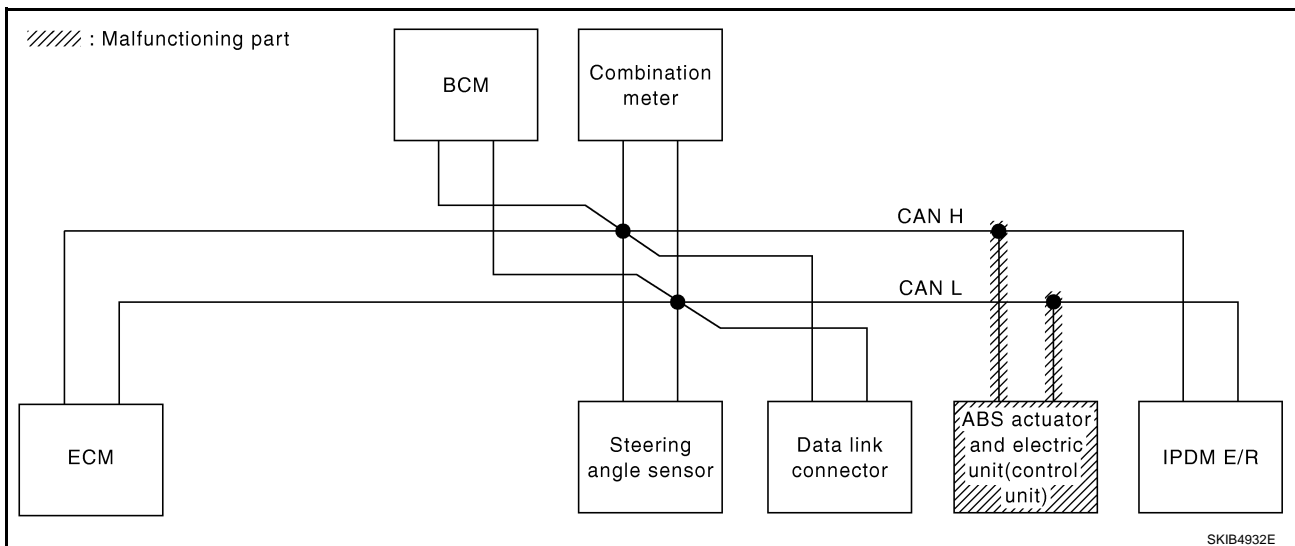 : Malfunctioning part
BCM
Combination
meter
CAN H
CAN L
ECM
Steering
angle sensor
Data link
connector
ABS actuator
and electric
unit(control
unit)
IPDM E/R
SKIB4932E